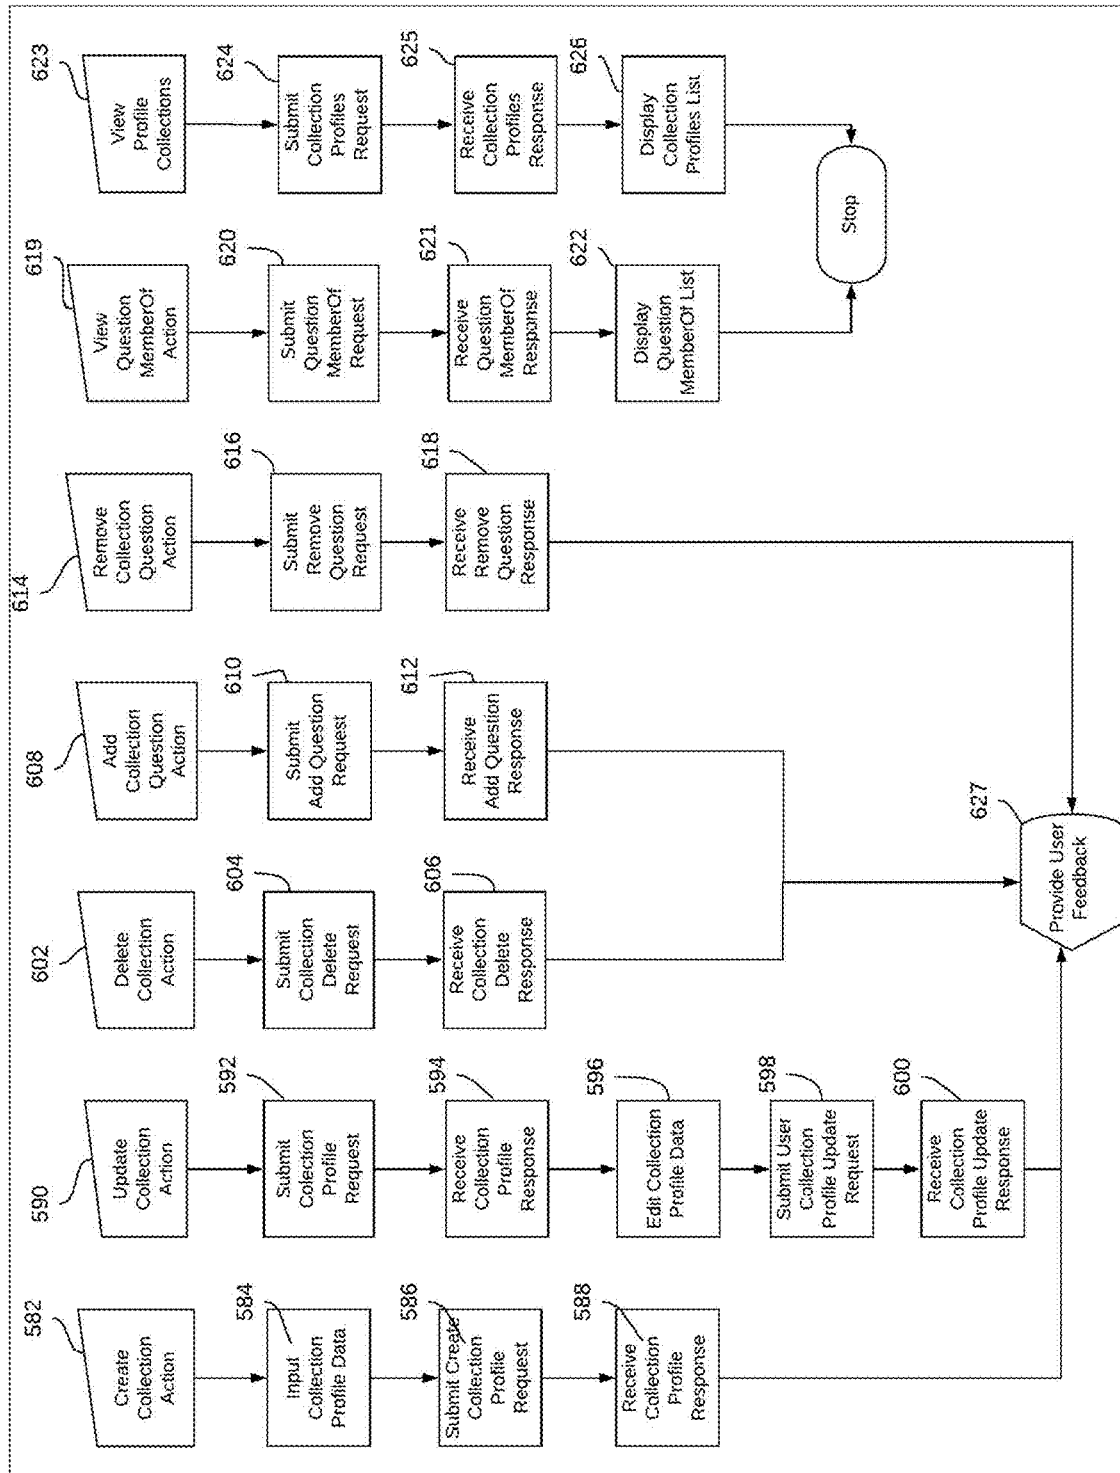 582
Create
Collection
Action
584
Input
Collection
Profile Data
586
Submit Create
Collection
Profile
Request
588
Receive
Collection
Profile
Response
590
Update
Collection
Action
592
Submit
Colection
Profile
Request
594
Receive
Collection
Profile
Response
596
Edit Collection
Profile Data
598
Submit User
Collection
Profile Update
Request
600
Receive
Collection
Profile Update
Response
602
Delete
Collection
Action
604
Submit
Collection
Delete
Request
606
Receive
Collection
Delete
Response
608
Add
Collection
Question
Action
610
Submit
Add Question
Request
612
Receive
Add Question
Response
614
Remove
Collection
Question
Action
616
Submit
Remove
Question
Request
618
Receive
Remove
Question
Response
619
View
Question
MemberOf
Action
620
Submit
Question
MemberOf
Request
621
Receive
Question
MemberOf
Response
622
Display
Question
MemberOf List
623
View
Profile
Collections
624
Submit
Collection
Profiles
Request
625
Receive
Collection
Profiles
Response
626
Display
Collection
Profiles List
Stop
627
Provide User
Feedback